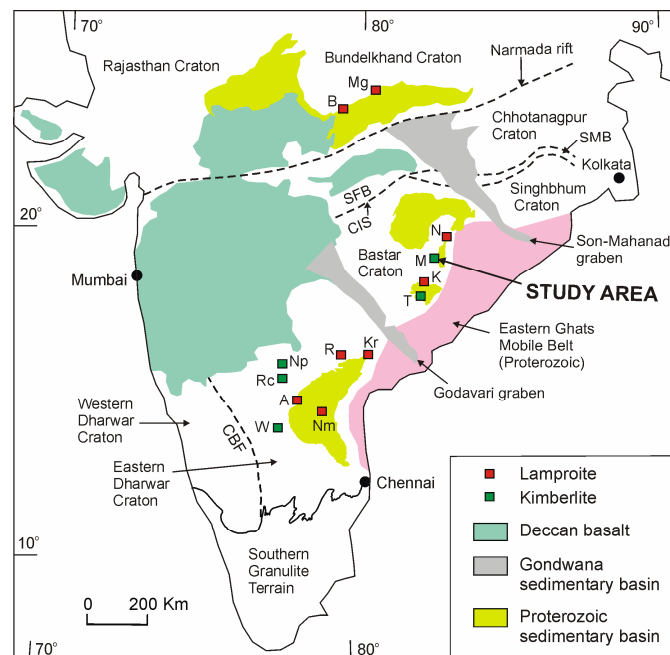 70°
80°
90°
Rajasthan Craton
Bundelkhand Craton
Narmada rift
Mg
B
Chhotanagpur
Craton
SMB
Kolkata
SFB
CIS
Singhbhum
Craton
20°
N
Bastar
Craton
M
K
T
Son-Mahanadi
graben
STUDY AREA
Mumbai
Eastern Ghats
Mobile Belt
(Proterozoic)
Godavari graben
Np
Rc
R
Kr
A
W
Nm
Western
Dharwar
Craton
CBF
Eastern
Dharwar
Craton
Chennai
10°
Southern
Granulite
Terrain
0 200 Km
Lamproite
Kimberlite
Deccan basalt
Gondwana
sedimentary basin
Proterozoic
sedimentary basin
70°
80°